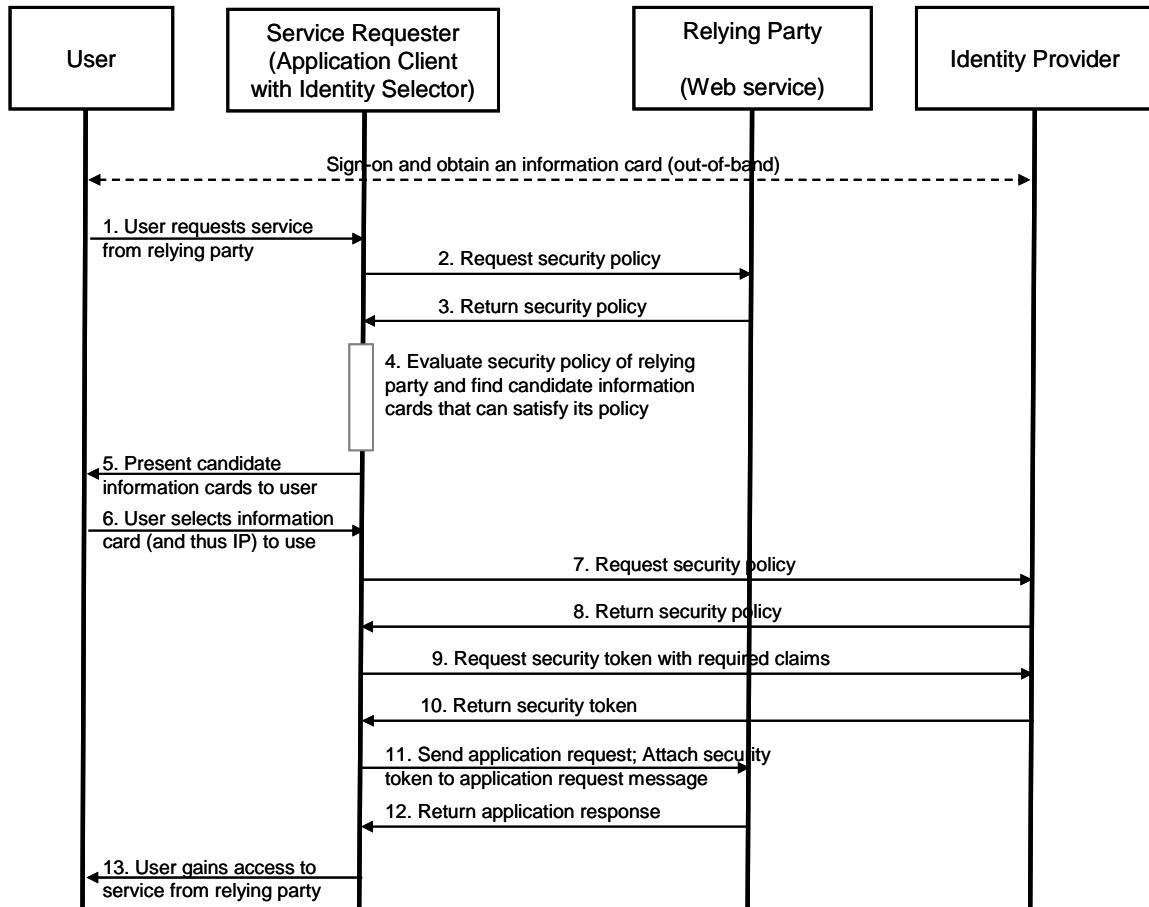 User
Service Requester
(Application Client
with Identity Selector)
Relying Party
(Web service)
Identity Provider
Sign-on and obtain an information card (out-of-band)
1. User requests service
from relying party
2. Request security policy
3. Return security policy
4. Evaluate security policy of relying
party and find candidate information
cards that can satisfy its policy
5. Present candidate
information cards to user
6. User selects information
card (and thus IP) to use
7. Request security policy
8. Return security policy
9. Request security token with required claims
10. Return security token
11. Send application request; Attach security
token to application request message
12. Return application response
13. User gains access to
service from relying party